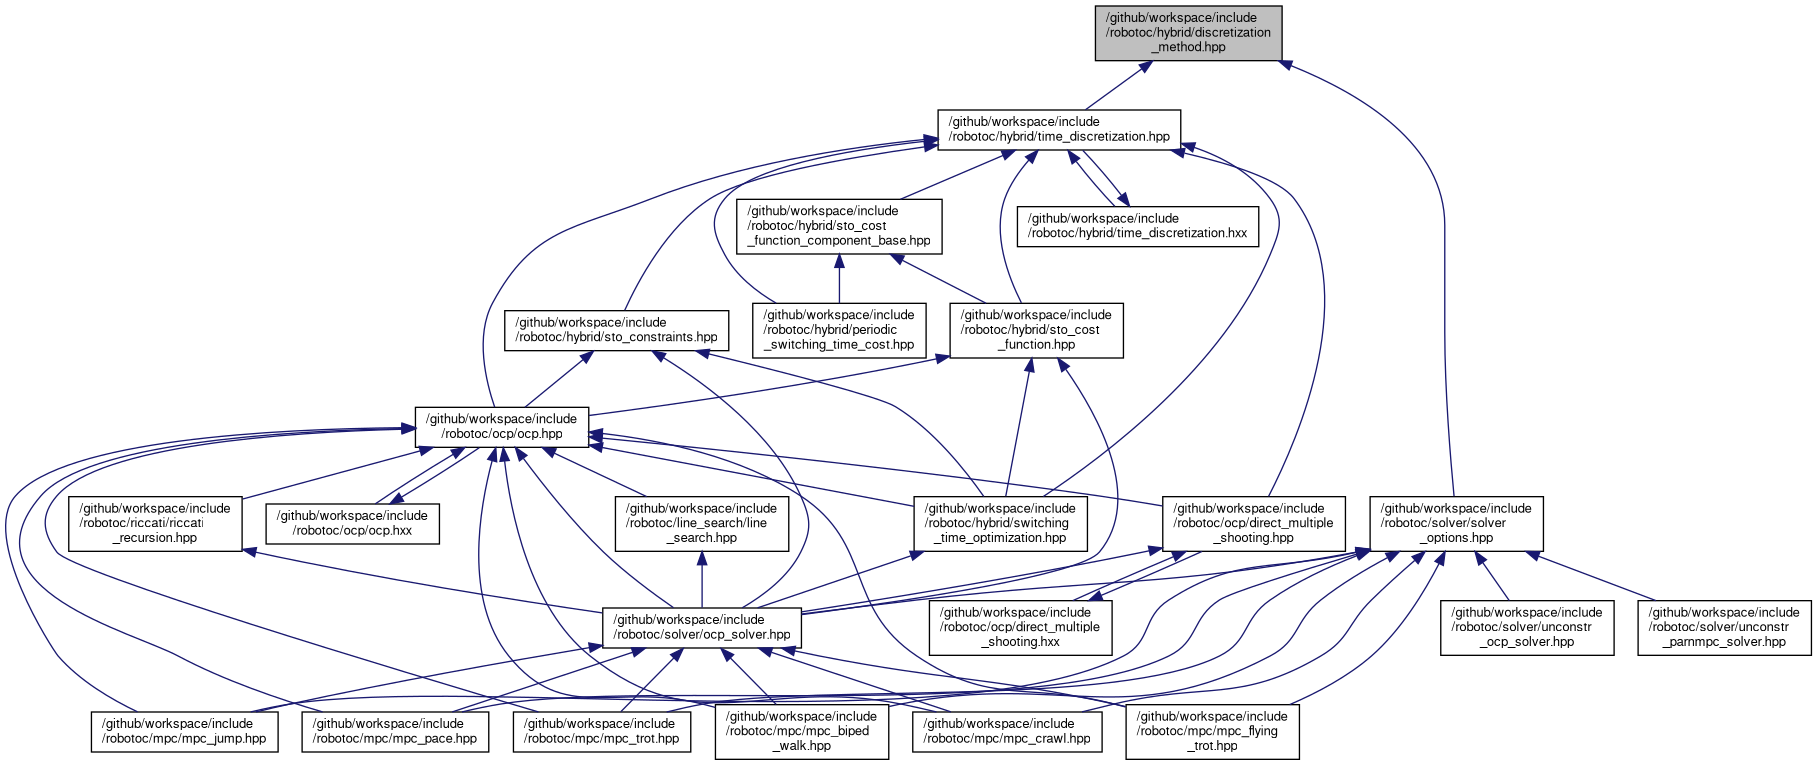 /github/workspace/include
/robotoc/hybrid/discretization
_method.hpp
/github/workspace/include
/robotoc/hybrid/time_discretization.hpp
/github/workspace/include
/robotoc/hybrid/sto_cost
_function_component_base.hpp
/github/workspace/include
/robotoc/hybrid/time_discretization.hxx
/github/workspace/include
/robotoc/hybrid/sto_constraints.hpp
/github/workspace/include
/robotoc/hybrid/periodic
_switching_time_cost.hpp
/github/workspace/include
/robotoc/hybrid/sto_cost
_function.hpp
/github/workspace/include
/robotoc/ocp/ocp.hpp
/github/workspace/include
/robotoc/riccati/riccati
_recursion.hpp
/github/workspace/include
/robotoc/ocp/ocp.hxx
/github/workspace/include
/robotoc/line_search/line
_search.hpp
/github/workspace/include
/robotoc/hybrid/switching
_time_optimization.hpp
/github/workspace/include
/robotoc/ocp/direct_multiple
_shooting.hpp
/github/workspace/include
/robotoc/solver/solver
_options.hpp
/github/workspace/include
/robotoc/solver/ocp_solver.hpp
/github/workspace/include
/robotoc/ocp/direct_multiple
_shooting.hxx
/github/workspace/include
/robotoc/solver/unconstr
_ocp_solver.hpp
/github/workspace/include
/robotoc/solver/unconstr
_parnmpc_solver.hpp
/github/workspace/include
/robotoc/mpc/mpc_jump.hpp
/github/workspace/include
/robotoc/mpc/mpc_pace.hpp
/github/workspace/include
/robotoc/mpc/mpc_trot.hpp
/github/workspace/include
/robotoc/mpc/mpc_biped
_walk.hpp
/github/workspace/include
/robotoc/mpc/mpc_crawl.hpp
/github/workspace/include
/robotoc/mpc/mpc_flying
_trot.hpp